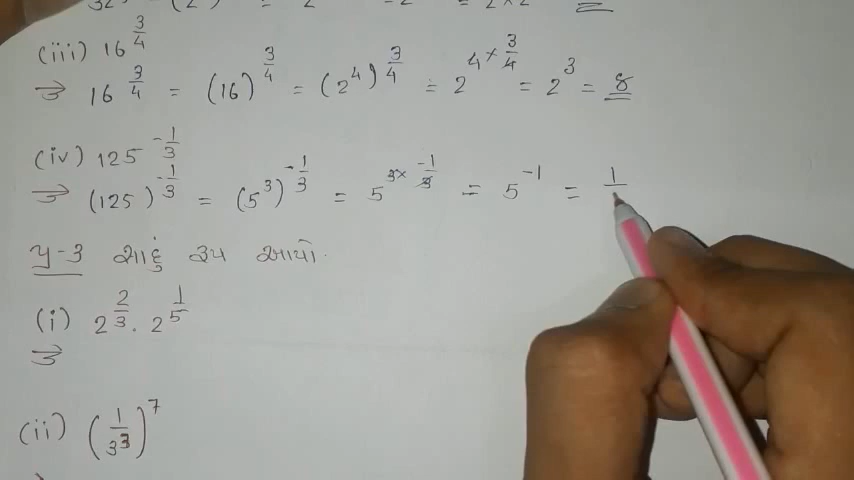 (iii) 16^{3/4}
⇒ 16^{3/4} = (16)^{3/4} = (2^4)^{3/4} = 2^{4×3/4} = 2^3 = 8
(iv) 125^{-1/3}
⇒ (125)^{-1/3} = (5^3)^{-1/3} = 5^{3×-1/3} = 5^{-1} = 1/
પ્ર-3 સાદું રૂપ આપો.
(i) 2^{2/3} . 2^{1/5}
⇒
(ii) (1/3^3)^7